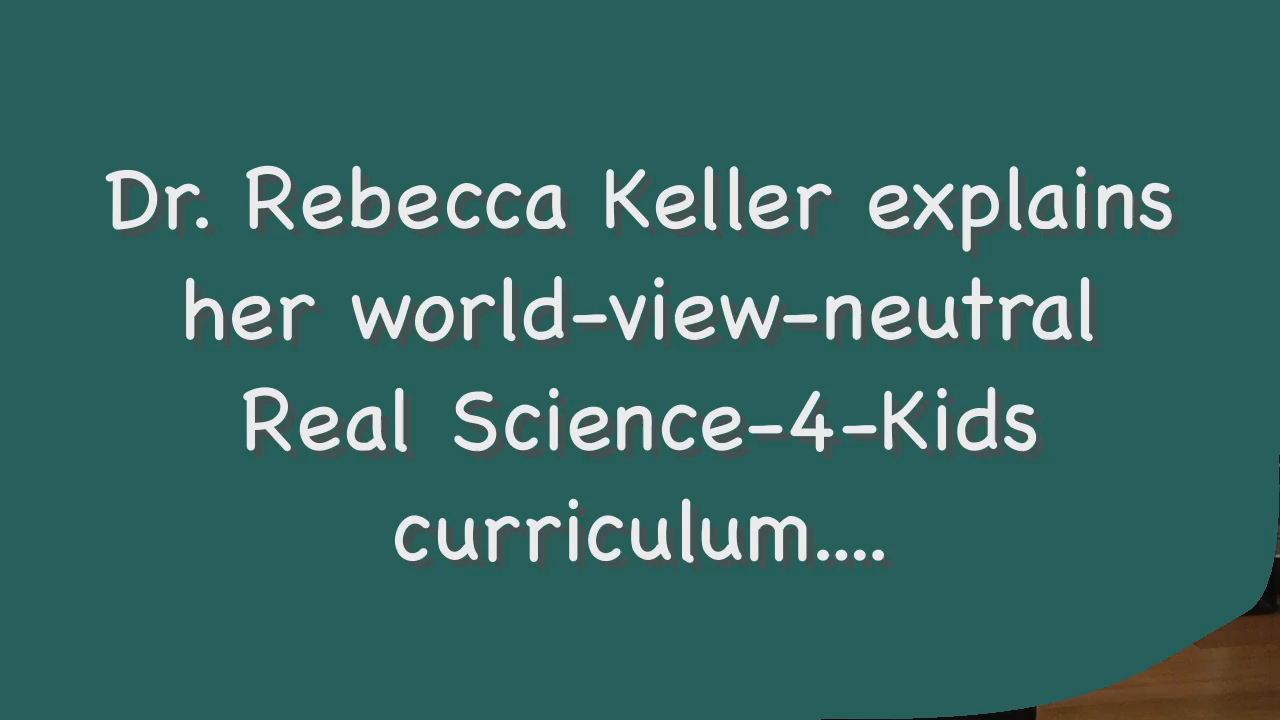 Dr. Rebecca Keller explains
her world-view-neutral
Real Science-4-Kids
curriculum....